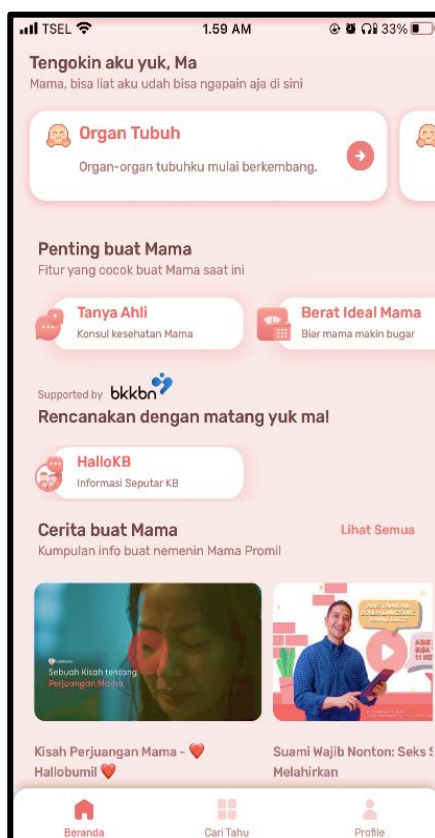 TSEL 1.59 AM 33%
Tengokin aku yuk, Ma
Mama, bisa liat aku udah bisa ngapain aja di sini
Organ Tubuh
Organ-organ tubuhku mulai berkembang.
Penting buat Mama
Fitur yang cocok buat Mama saat ini
Tanya Ahli
Konsul kesehatan Mama
Berat Ideal Mama
Biar mama makin bugar
Supported by bkkbn
Rencanakan dengan matang yuk ma!
HalloKB
Informasi Seputar KB
Cerita buat Mama
Lihat Semua
Kumpulan info buat nemenin Mama Promil
Sebuah Kisah tentang
Perjuangan Mama
Kisah Perjuangan Mama - ❤️
Hallobumil ❤️
Suami Wajib Nonton: Seks S
Melahirkan
Beranda
Cari Tahu
Profile